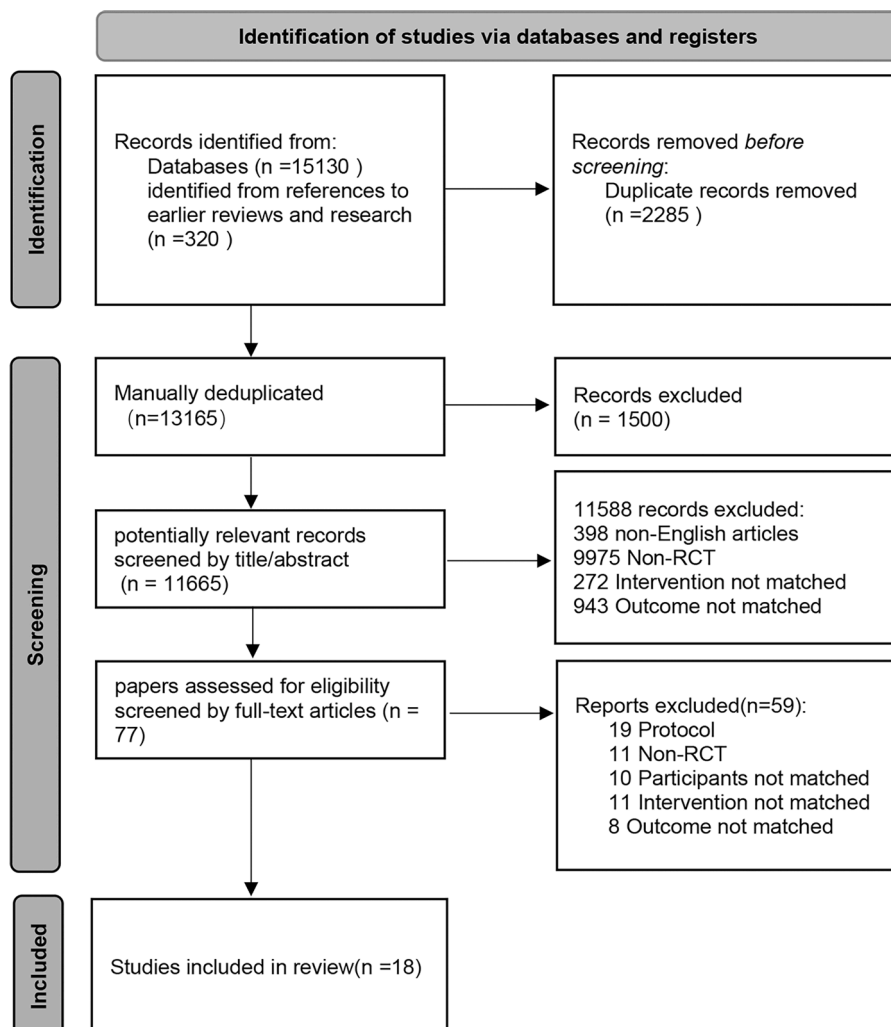 Identification of studies via databases and registers
Identification
Records identified from:
Databases (n =15130 )
identified from references to
earlier reviews and research
(n =320 )
Records removed before
screening:
Duplicate records removed
(n =2285 )
Screening
Manually deduplicated
(n=13165)
Records excluded
(n = 1500)
potentially relevant records
screened by title/abstract
(n = 11665)
11588 records excluded:
398 non-English articles
9975 Non-RCT
272 Intervention not matched
943 Outcome not matched
papers assessed for eligibility
screened by full-text articles (n =
77)
Reports excluded(n=59):
19 Protocol
11 Non-RCT
10 Participants not matched
11 Intervention not matched
8 Outcome not matched
Included
Studies included in review(n =18)